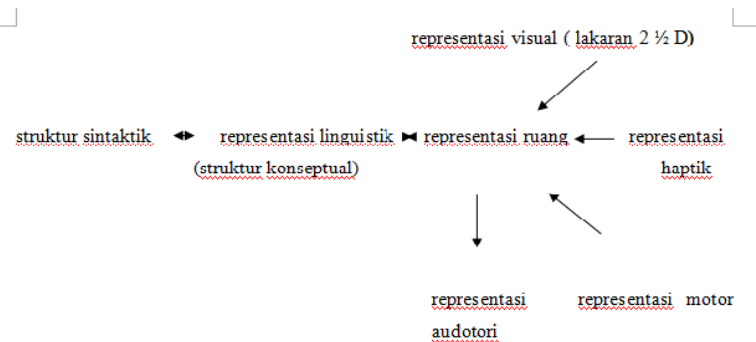 representasi visual ( lakaran 2 ½ D)
struktur sintaktik representasi linguistik representasi ruang representasi
(struktur konseptual) haptik
representasi representasi motor
audotori